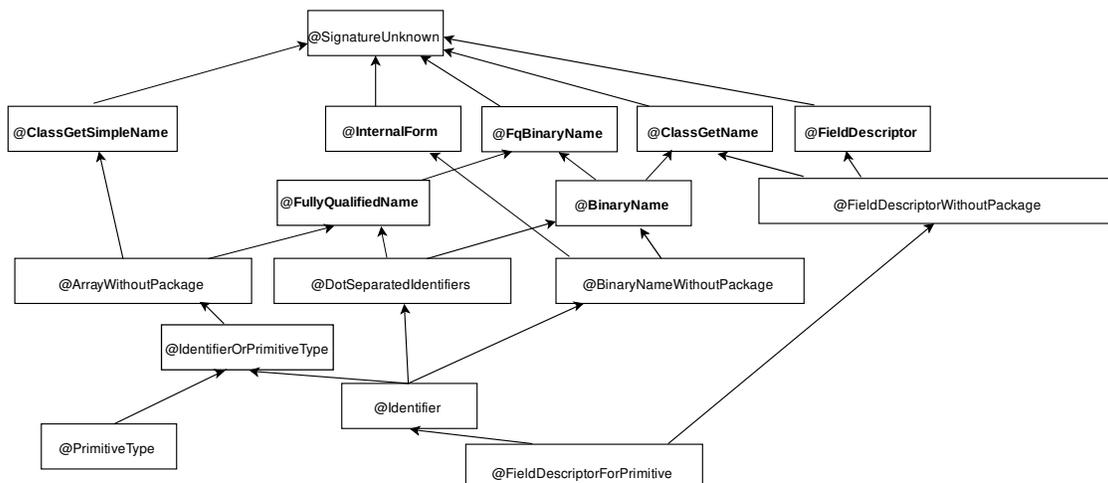 @SignatureUnknown
@ClassGetSimpleName
@InternalForm
@FqBinaryName
@ClassGetName
@FieldDescriptor
@FullyQualifiedName
@BinaryName
@FieldDescriptorWithoutPackage
@ArrayWithoutPackage
@DotSeparatedIdentifiers
@BinaryNameWithoutPackage
@IdentifierOrPrimitiveType
@Identifier
@PrimitiveType
@FieldDescriptorForPrimitive